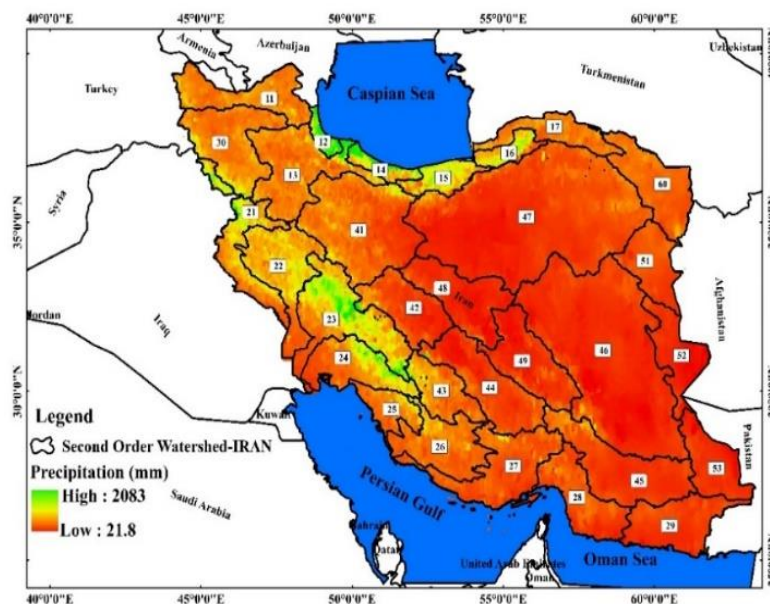 40°0'0"E 45°0'0"E 50°0'0"E 55°0'0"E 60°0'0"E
Armenia
Azerbaijan
Uzbekistan
Turkey
Caspian Sea
Turkmenistan
11
17
12
30
16
14
13
15
60
Syria
21
47
35°0'0"N
41
51
22
48
Iran
42
Afghanistan
23
Iraq
46
52
24
49
44
43
30°0'0"N
25
Legend
Kuwait
Second Order Watershed-IRAN
26
Pakistan
Precipitation (mm)
27
53
45
High : 2083
28
Persian Gulf
Saudi Arabia
29
Low : 21.8
Bahrain
Qatar
Oman Sea
United Arab Emirates
Oman
40°0'0"E 45°0'0"E 50°0'0"E 55°0'0"E 60°0'0"E